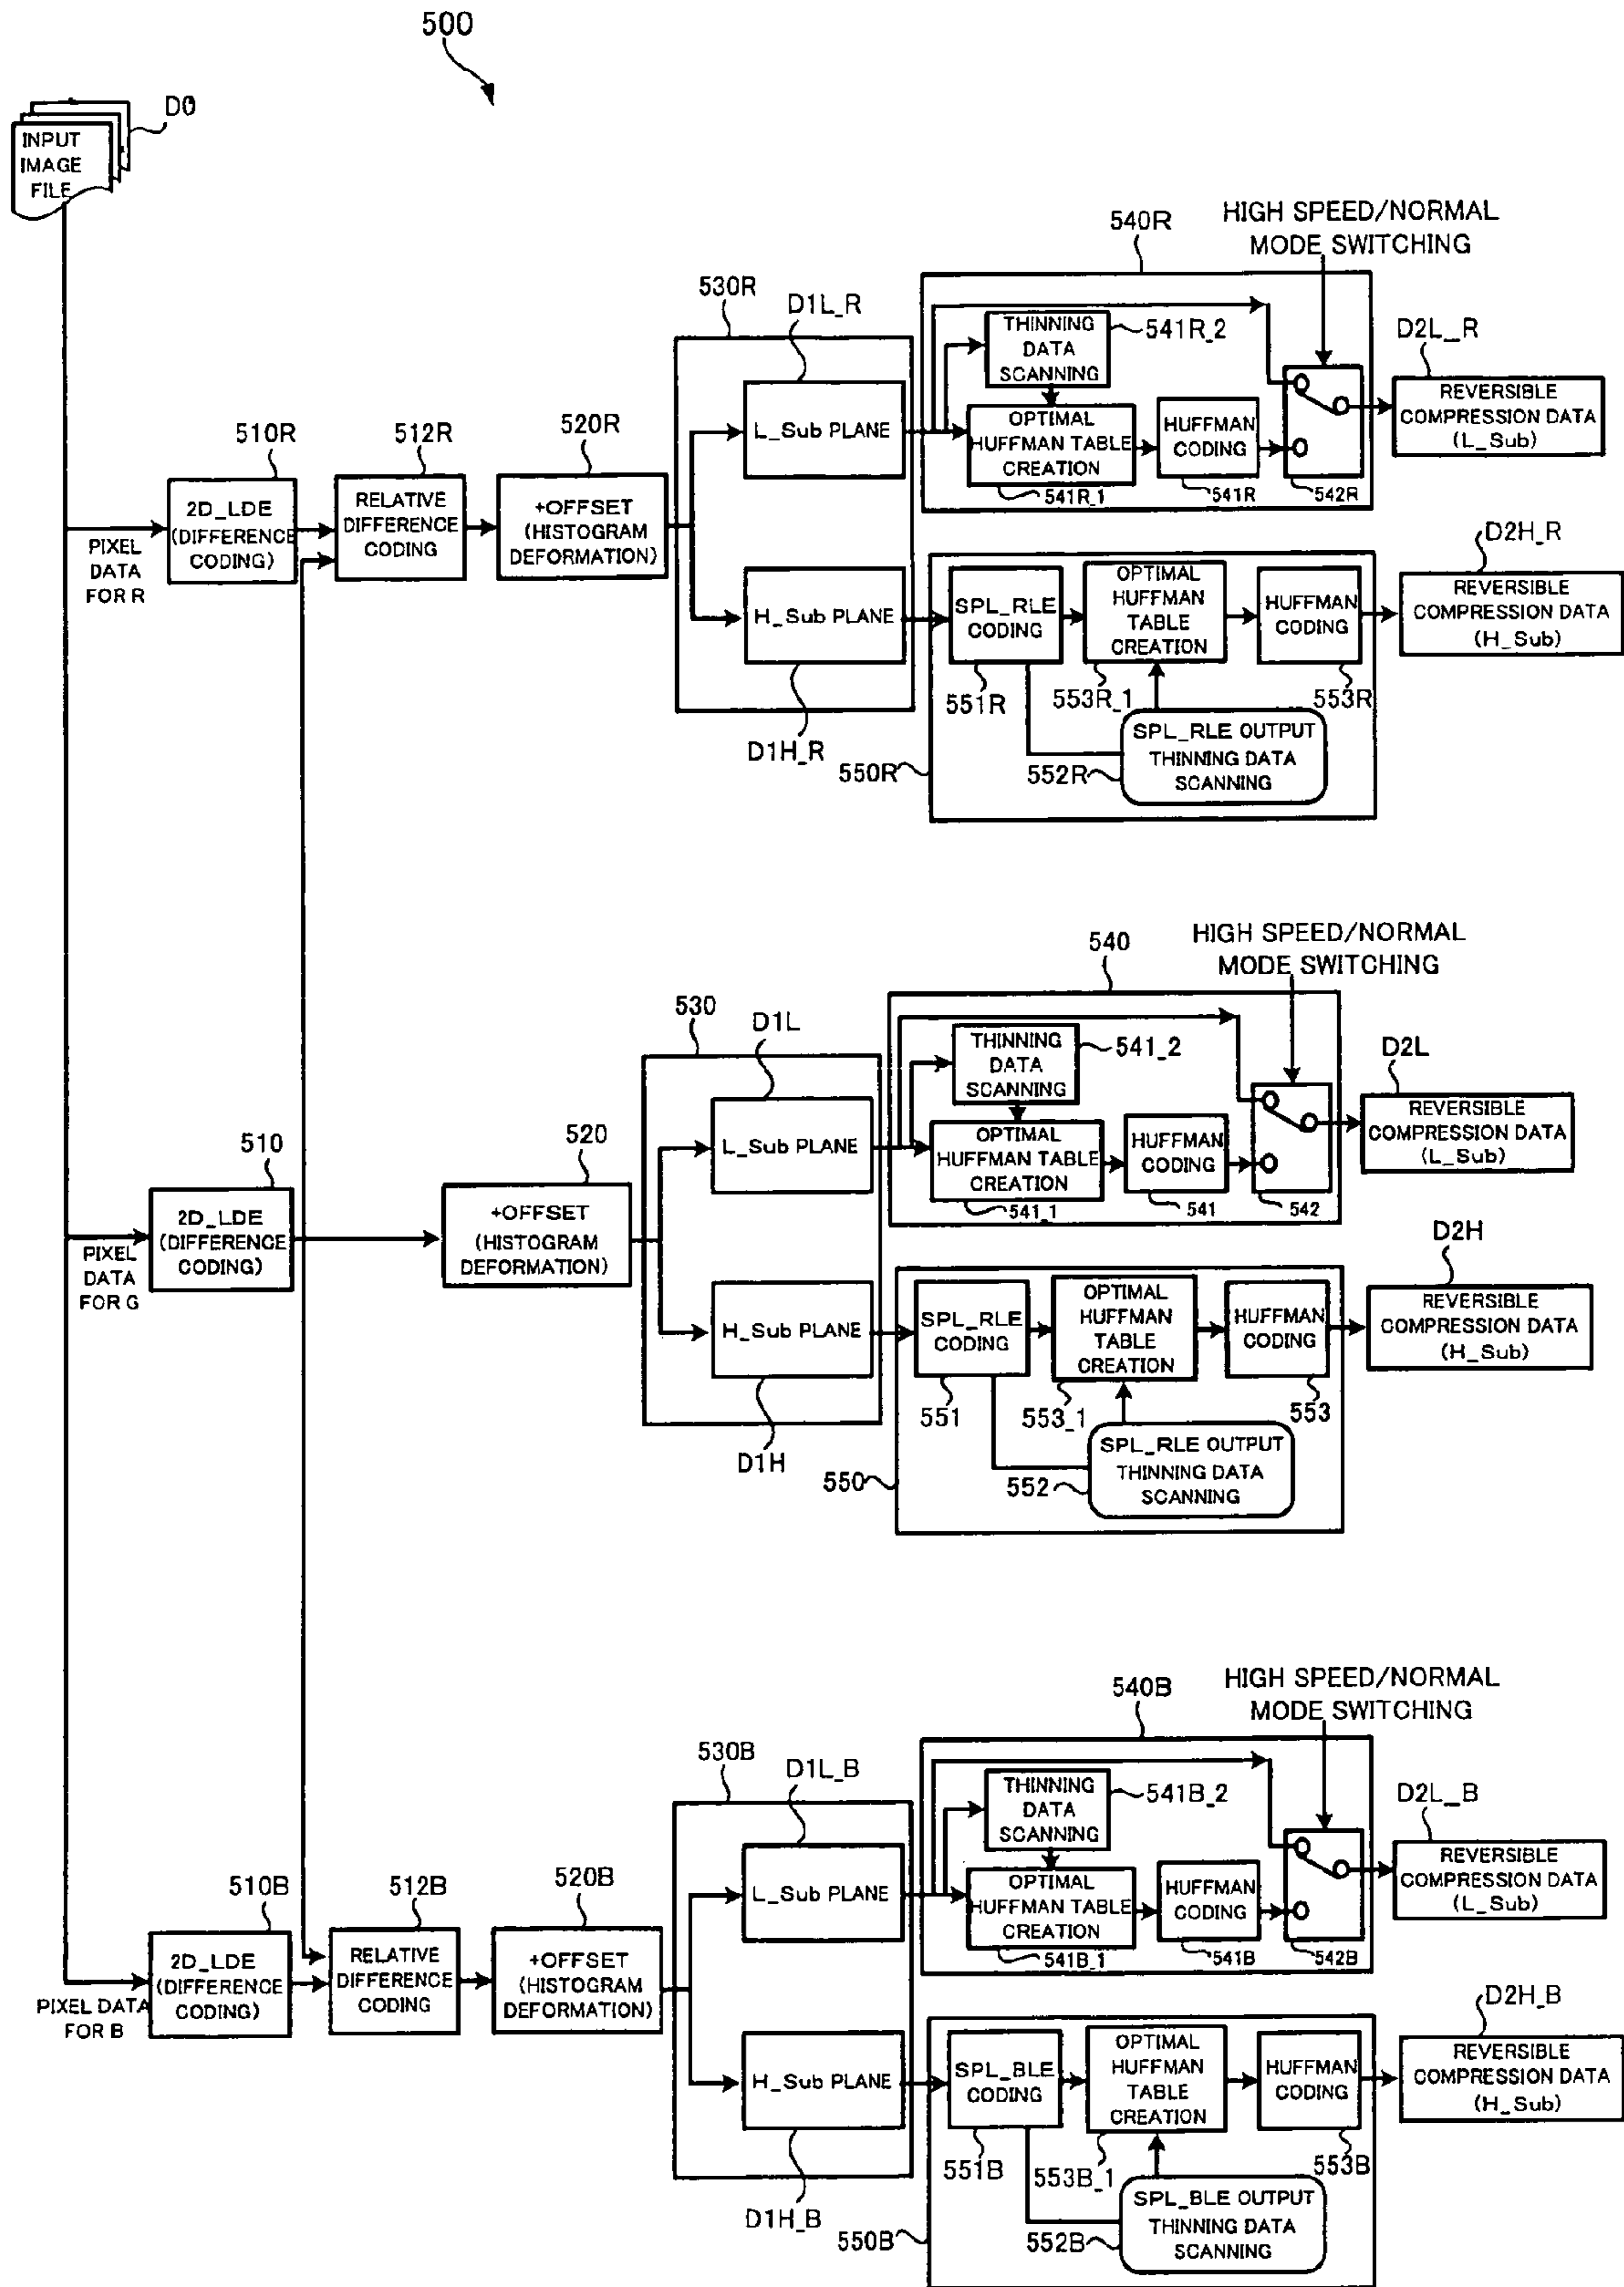 500
D0
INPUT
IMAGE
FILE
HIGH SPEED/NORMAL
MODE SWITCHING
540R
530R
D1L_R
THINNING
DATA
SCANNING
541R_2
D2L_R
REVERSIBLE
COMPRESSION DATA
(L_Sub)
510R
512R
520R
L_Sub PLANE
OPTIMAL
HUFFMAN TABLE
CREATION
HUFFMAN
CODING
541R_1
541R
542R
2D_LDE
(DIFFERENCE
CODING)
RELATIVE
DIFFERENCE
CODING
+OFFSET
(HISTOGRAM
DEFORMATION)
PIXEL
DATA
FOR R
D2H_R
H_Sub PLANE
SPL_RLE
CODING
OPTIMAL
HUFFMAN
TABLE
CREATION
HUFFMAN
CODING
REVERSIBLE
COMPRESSION DATA
(H_Sub)
551R
553R_1
553R
D1H_R
550R
552R
SPL_RLE OUTPUT
THINNING DATA
SCANNING
HIGH SPEED/NORMAL
MODE SWITCHING
540
530
D1L
THINNING
DATA
SCANNING
541_2
D2L
REVERSIBLE
COMPRESSION DATA
(L_Sub)
510
520
L_Sub PLANE
OPTIMAL
HUFFMAN TABLE
CREATION
HUFFMAN
CODING
541_1
541
542
2D_LDE
(DIFFERENCE
CODING)
+OFFSET
(HISTOGRAM
DEFORMATION)
PIXEL
DATA
FOR G
D2H
H_Sub PLANE
SPL_RLE
CODING
OPTIMAL
HUFFMAN
TABLE
CREATION
HUFFMAN
CODING
REVERSIBLE
COMPRESSION DATA
(H_Sub)
551
553_1
553
D1H
550
552
SPL_RLE OUTPUT
THINNING DATA
SCANNING
HIGH SPEED/NORMAL
MODE SWITCHING
540B
530B
D1L_B
THINNING
DATA
SCANNING
541B_2
D2L_B
REVERSIBLE
COMPRESSION DATA
(L_Sub)
510B
512B
520B
L_Sub PLANE
OPTIMAL
HUFFMAN TABLE
CREATION
HUFFMAN
CODING
541B_1
541B
542B
2D_LDE
(DIFFERENCE
CODING)
RELATIVE
DIFFERENCE
CODING
+OFFSET
(HISTOGRAM
DEFORMATION)
PIXEL DATA
FOR B
D2H_B
H_Sub PLANE
SPL_BLE
CODING
OPTIMAL
HUFFMAN
TABLE
CREATION
HUFFMAN
CODING
REVERSIBLE
COMPRESSION DATA
(H_Sub)
551B
553B_1
553B
D1H_B
550B
552B
SPL_BLE OUTPUT
THINNING DATA
SCANNING